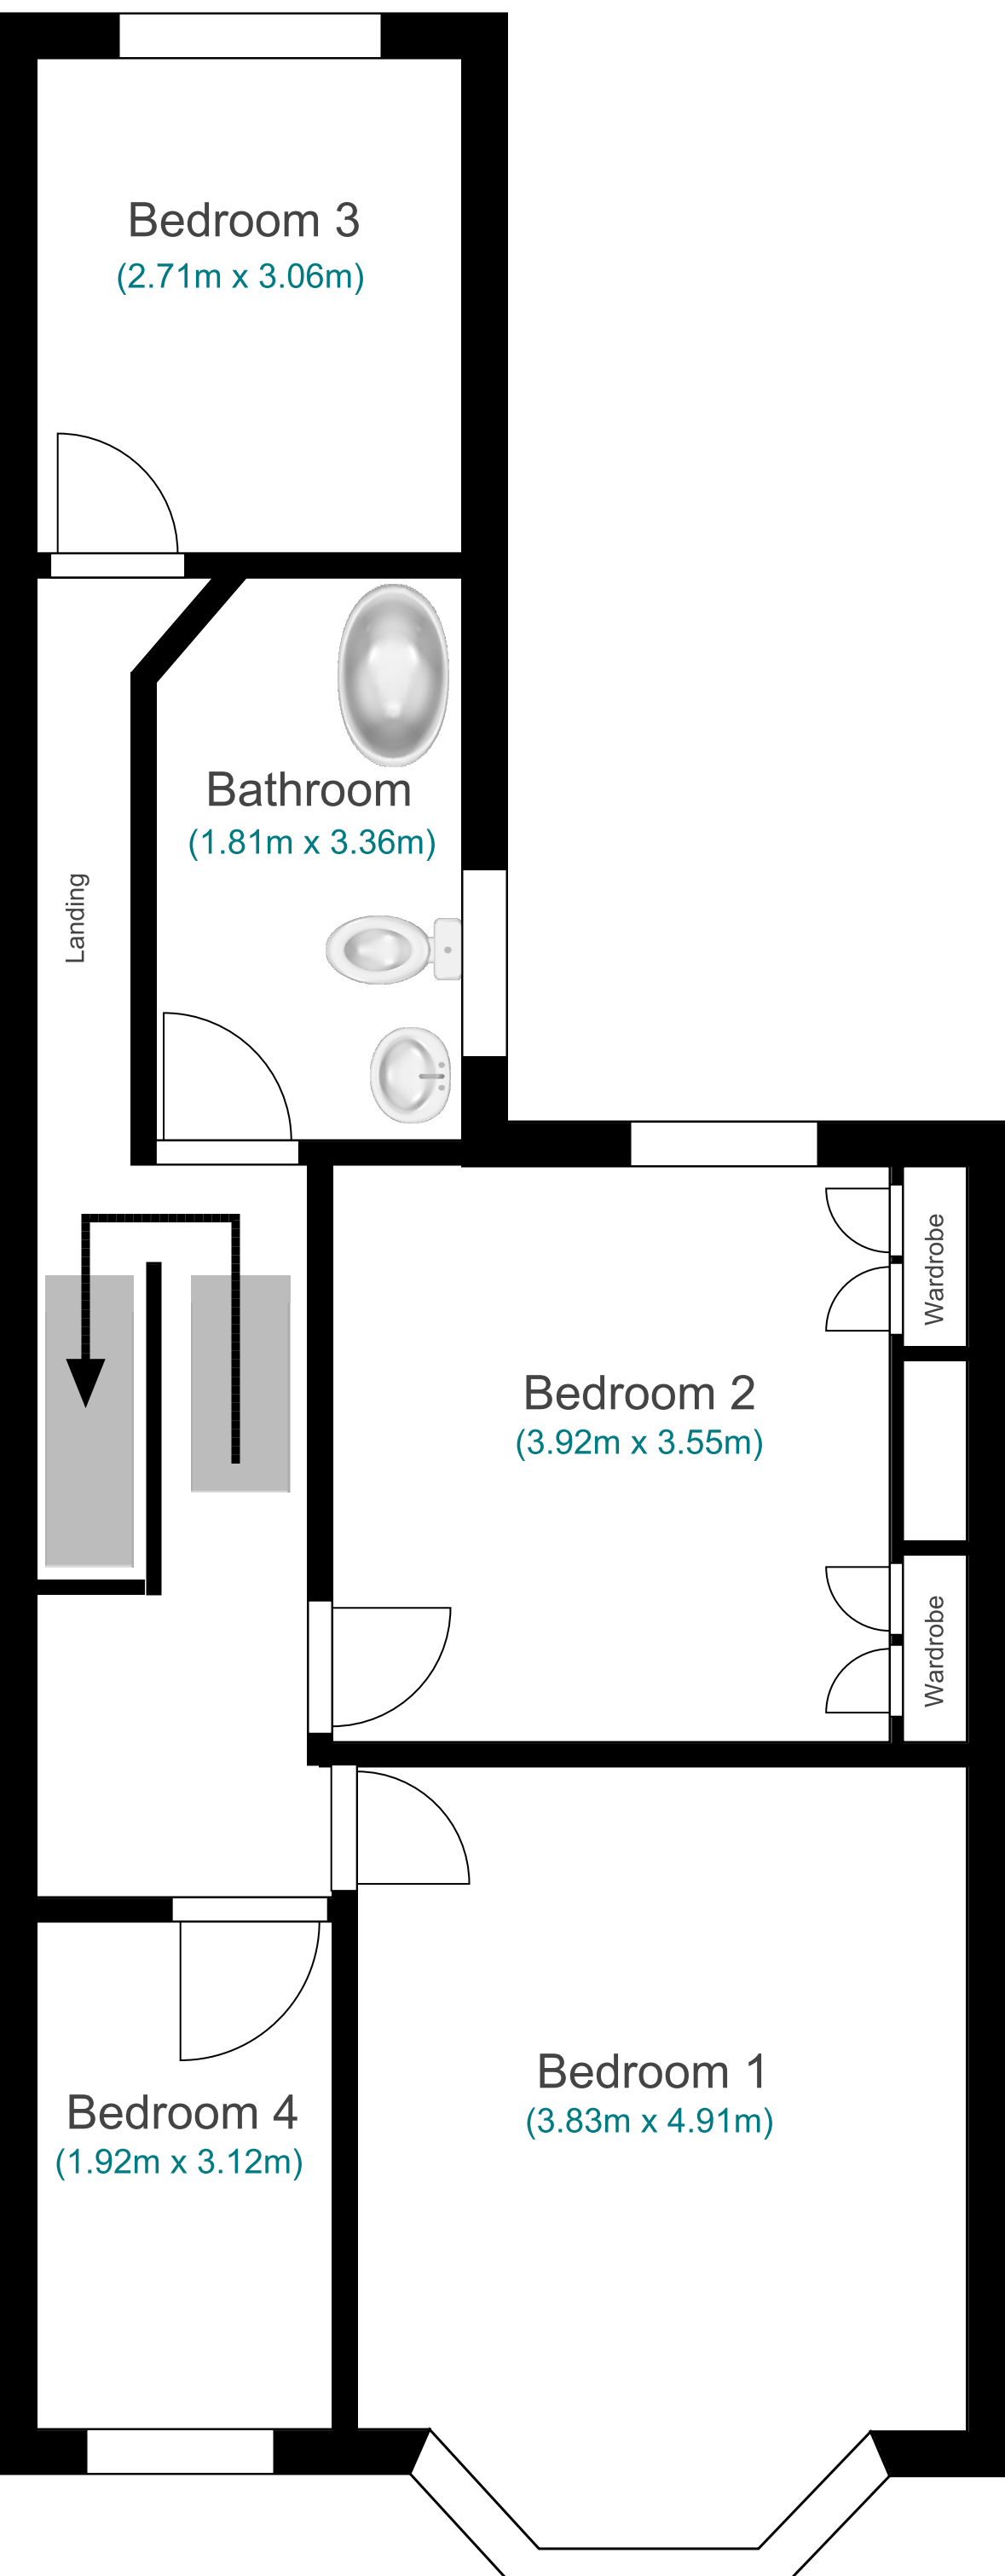 Bedroom 3
(2.71m x 3.06m)
Bathroom
(1.81m x 3.36m)
Landing
Wardrobe
Bedroom 2
(3.92m x 3.55m)
Wardrobe
Bedroom 1
(3.83m x 4.91m)
Bedroom 4
(1.92m x 3.12m)